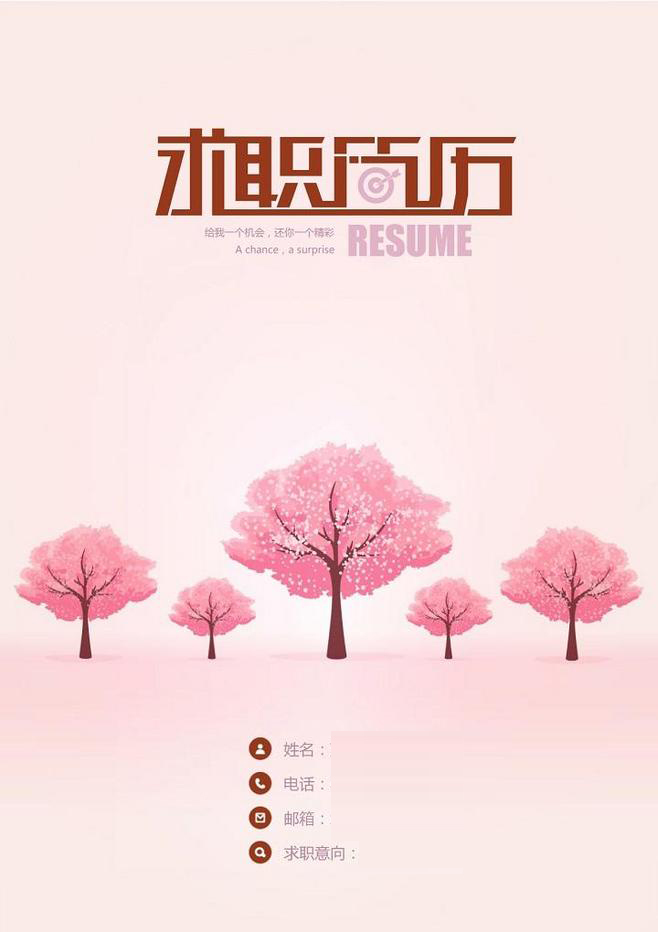 求职简历
给我一个机会，还你一个精彩
A chance，a surprise
RESUME
姓名：
电话：
邮箱：
求职意向：